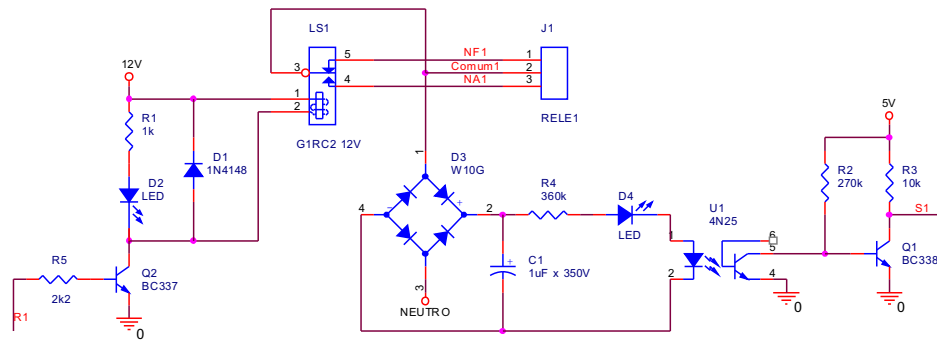 LS1
J1
5
NF1
1
12V
3
Comum1
2
4
NA1
3
1
2
R1
1k
RELE1
5V
G1RC2 12V
D1
1N4148
1
D3
W10G
D2
LED
R4
360k
D4
U1
4N25
R2
270k
R3
10k
4
-
+
2
S1
LED
1
6
5
Q1
BC338
R5
2k2
Q2
BC337
C1
1uF x 350V
+
2
4
3
NEUTRO
R1
0
0
0